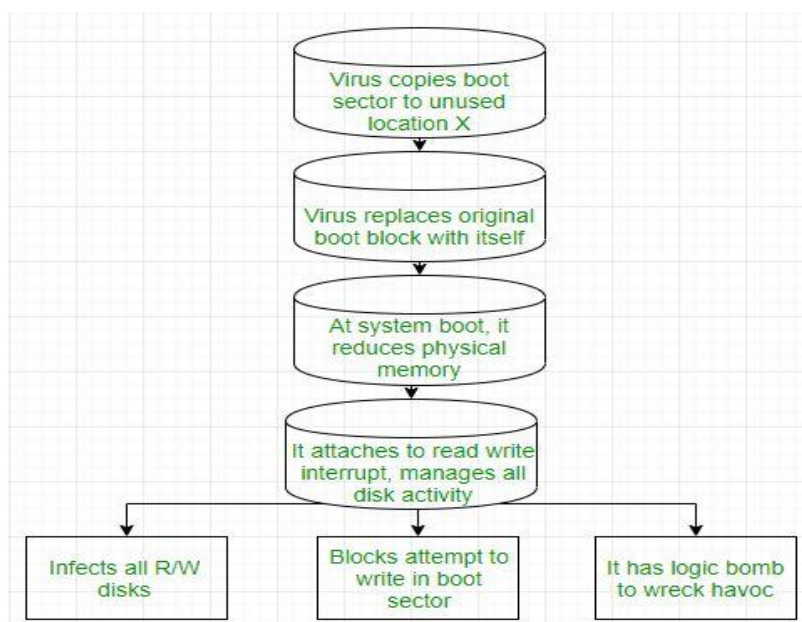 Virus copies boot
sector to unused
location X
Virus replaces original
boot block with itself
At system boot, it
reduces physical
memory
It attaches to read write
interrupt, manages all
disk activity
Infects all R/W
disks
Blocks attempt to
write in boot
sector
It has logic bomb
to wreck havoc